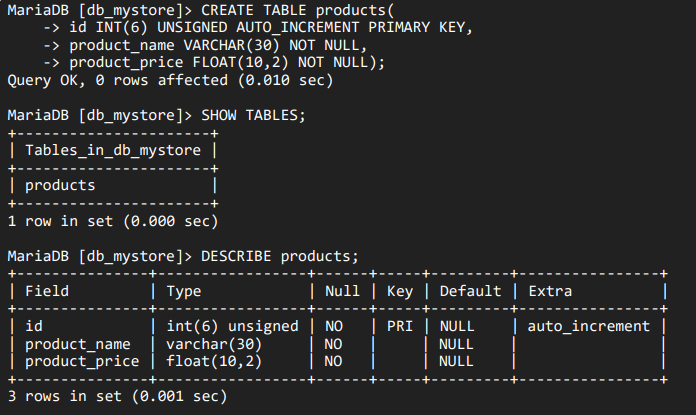 MariaDB [db_mystore]> CREATE TABLE products(
    -> id INT(6) UNSIGNED AUTO_INCREMENT PRIMARY KEY,
    -> product_name VARCHAR(30) NOT NULL,
    -> product_price FLOAT(10,2) NOT NULL);
Query OK, 0 rows affected (0.010 sec)

MariaDB [db_mystore]> SHOW TABLES;
+----------------------+
| Tables_in_db_mystore |
+----------------------+
| products             |
+----------------------+
1 row in set (0.000 sec)

MariaDB [db_mystore]> DESCRIBE products;
+---------------+-----------------+------+-----+---------+----------------+
| Field         | Type            | Null | Key | Default | Extra          |
+---------------+-----------------+------+-----+---------+----------------+
| id            | int(6) unsigned | NO   | PRI | NULL    | auto_increment |
| product_name  | varchar(30)     | NO   |     | NULL    |                |
| product_price | float(10,2)     | NO   |     | NULL    |                |
+---------------+-----------------+------+-----+---------+----------------+
3 rows in set (0.001 sec)